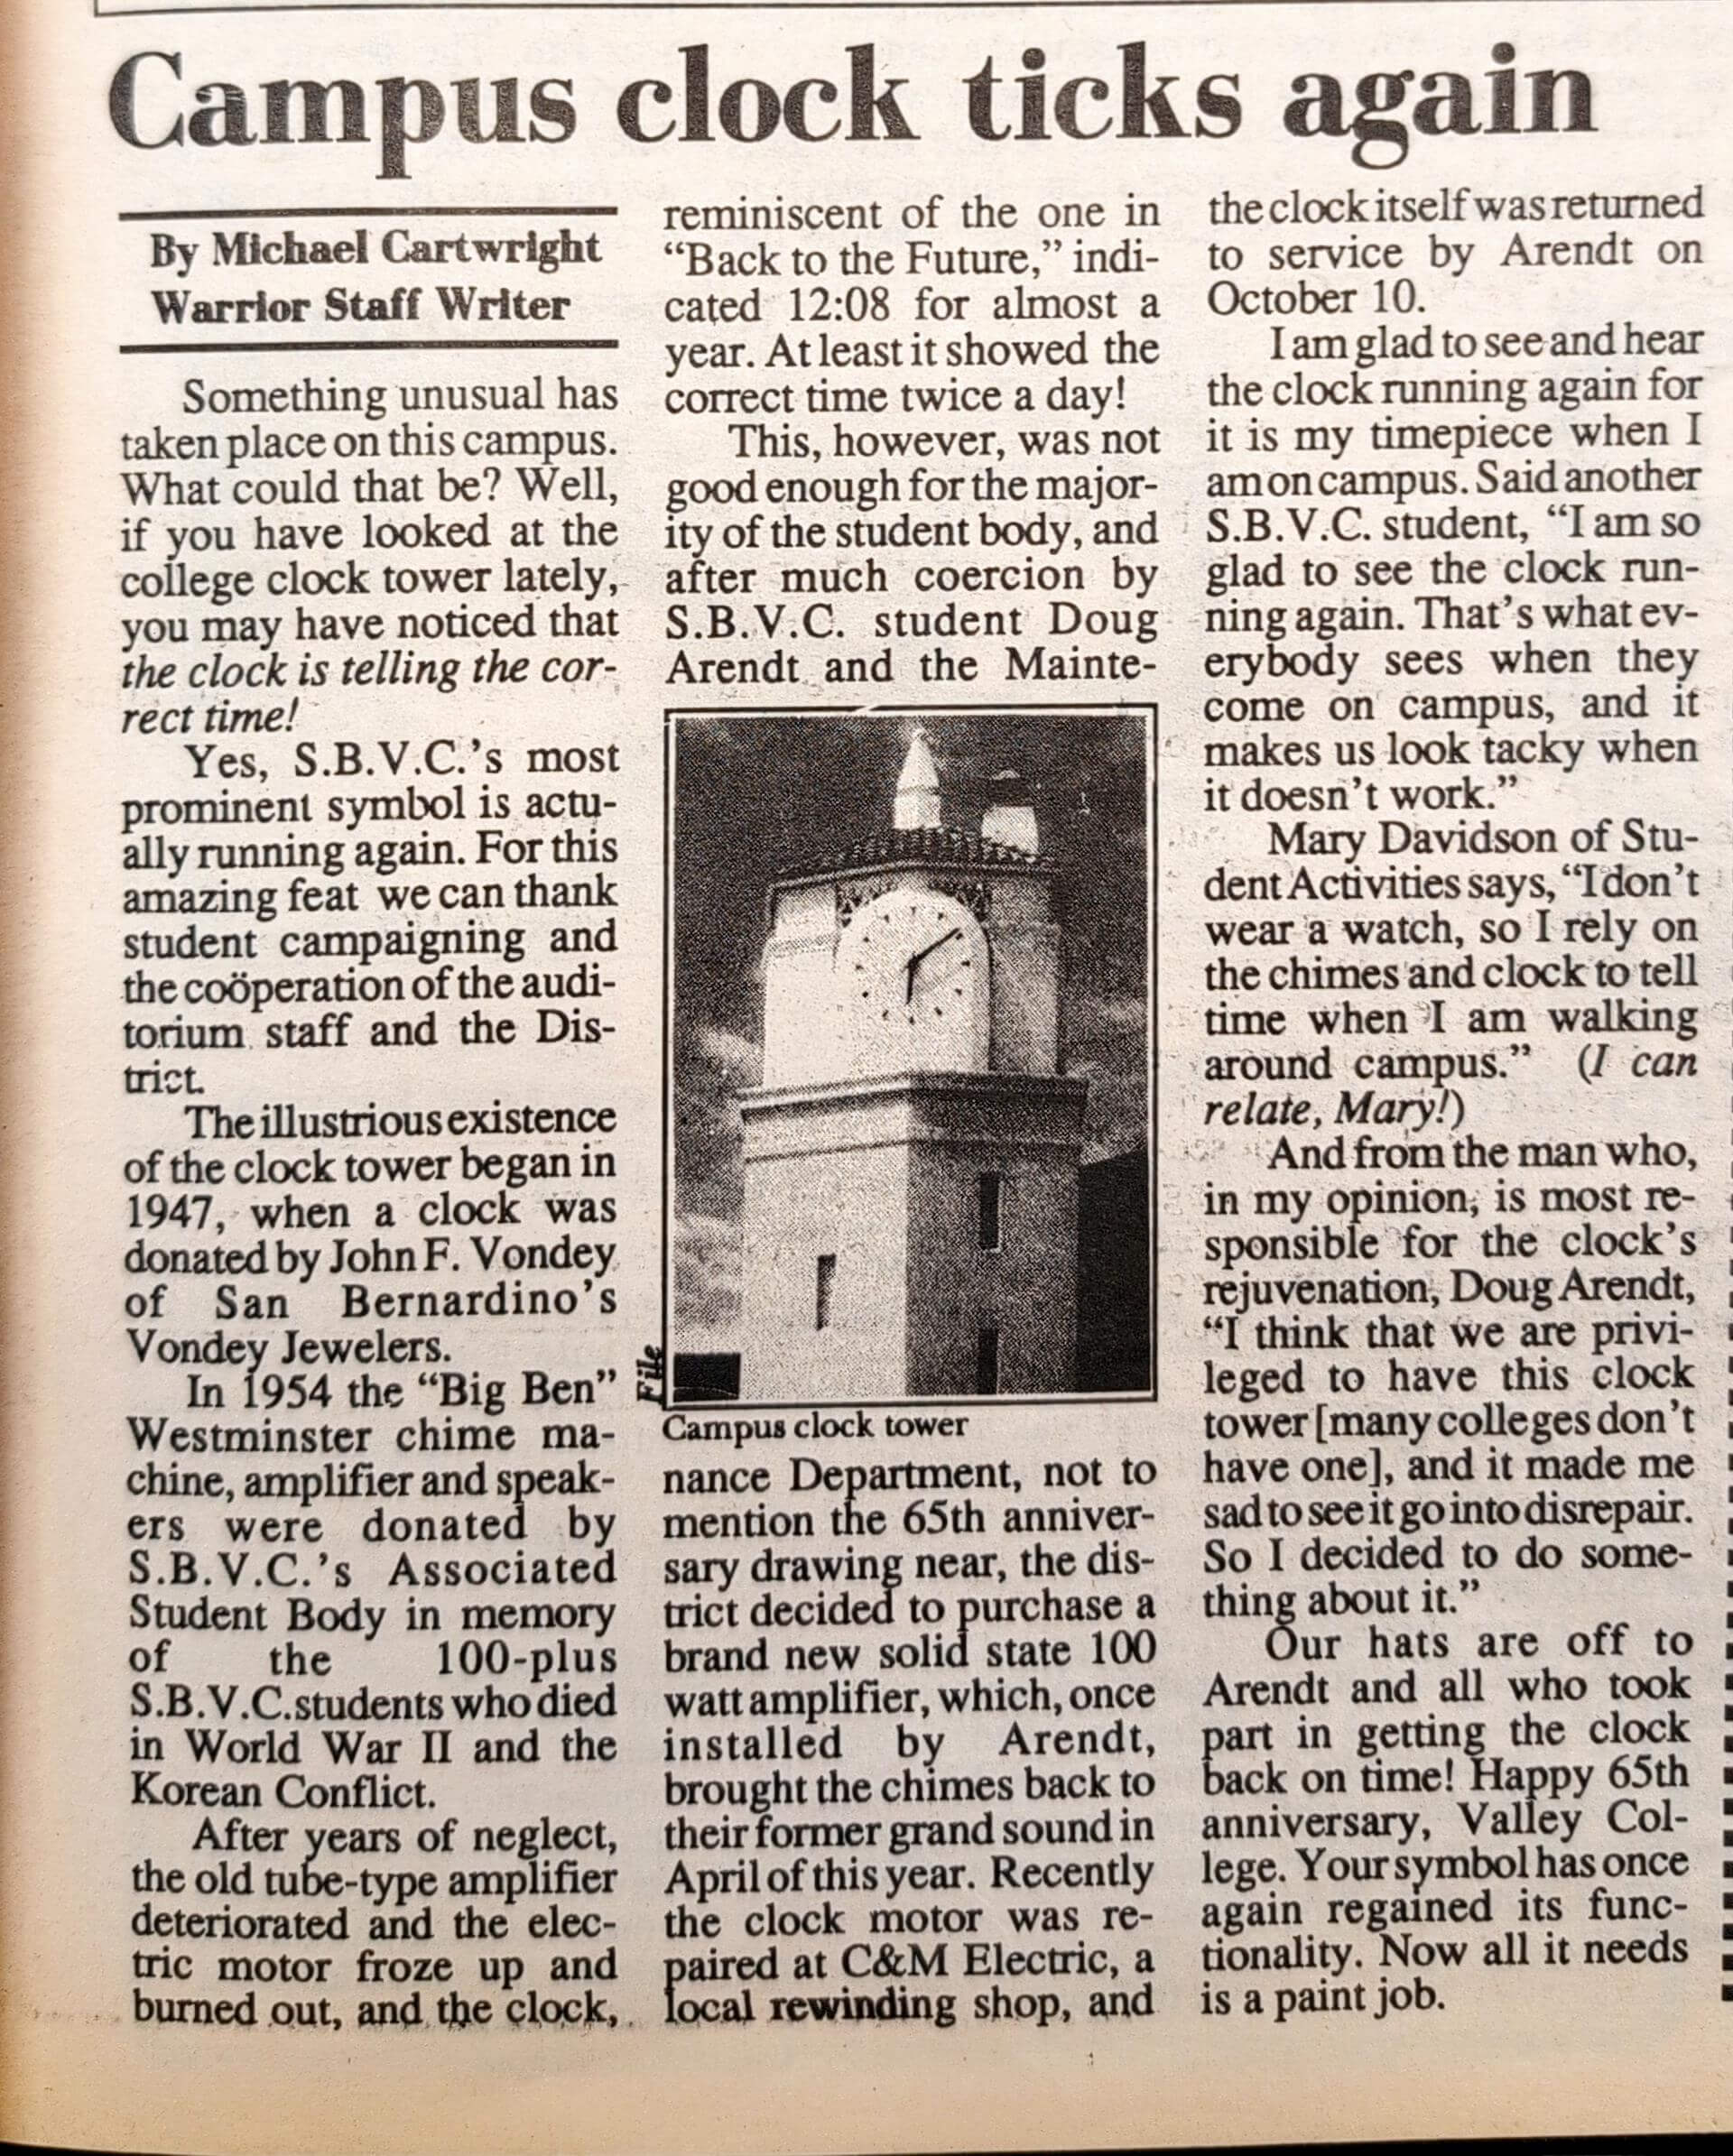 Campus clock ticks again
By Michael Cartwright
Warrior Staff Writer
Something unusual has
taken place on this campus.
What could that be? Well,
if you have looked at the
college clock tower lately,
you may have noticed that
the clock is telling the cor-
rect time!
Yes, S.B.V.C.'s most
prominent symbol is actu-
ally running again. For this
amazing feat we can thank
student campaigning and
the coöperation of the audi-
torium staff and the Dis-
trict.
The illustrious existence
of the clock tower began in
1947, when a clock was
donated by John F. Vondey
of San Bernardino's
Vondey Jewelers.
In 1954 the “Big Ben”
Westminster chime ma-
chine, amplifier and speak-
ers were donated by
S.B.V.C.'s Associated
Student Body in memory
of the 100-plus
S.B.V.C. students who died
in World War II and the
Korean Conflict.
After years of neglect,
the old tube-type amplifier
deteriorated and the elec-
tric motor froze up and
burned out, and the clock,
reminiscent of the one in
“Back to the Future,” indi-
cated 12:08 for almost a
year. At least it showed the
correct time twice a day!
This, however, was not
good enough for the major-
ity of the student body, and
after much coercion by
S.B.V.C. student Doug
Arendt and the Mainte-
File
Campus clock tower
nance Department, not to
mention the 65th anniver-
sary drawing near, the dis-
trict decided to purchase a
brand new solid state 100
watt amplifier, which, once
installed by Arendt,
brought the chimes back to
their former grand sound in
April of this year. Recently
the clock motor was re-
paired at C&M Electric, a
local rewinding shop, and
the clock itself was returned
to service by Arendt on
October 10.
I am glad to see and hear
the clock running again for
it is my timepiece when I
am on campus. Said another
S.B.V.C. student, “I am so
glad to see the clock run-
ning again. That's what ev-
erybody sees when they
come on campus, and it
makes us look tacky when
it doesn't work.”
Mary Davidson of Stu-
dent Activities says, “I don't
wear a watch, so I rely on
the chimes and clock to tell
time when I am walking
around campus.” (I can
relate, Mary!)
And from the man who,
in my opinion, is most re-
sponsible for the clock's
rejuvenation, Doug Arendt,
“I think that we are privi-
leged to have this clock
tower [many colleges don't
have one], and it made me
sad to see it go into disrepair.
So I decided to do some-
thing about it.”
Our hats are off to
Arendt and all who took
part in getting the clock
back on time! Happy 65th
anniversary, Valley Col-
lege. Your symbol has once
again regained its func-
tionality. Now all it needs
is a paint job.